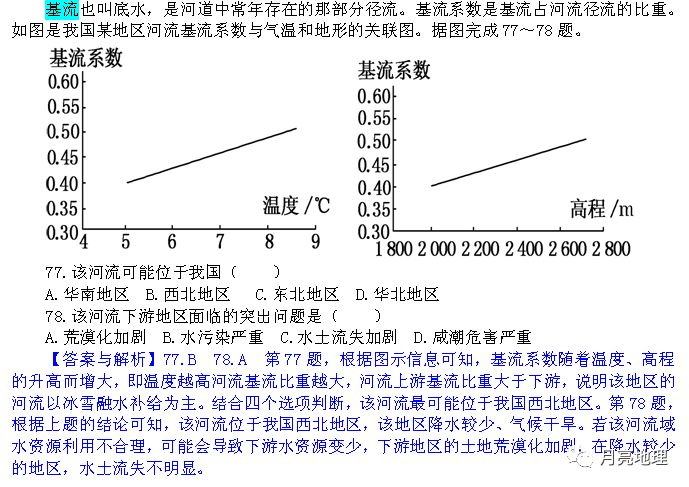 基流也叫底水，是河道中常年存在的那部分径流。基流系数是基流占河流径流的比重。
如图是我国某地区河流基流系数与气温和地形的关联图。据图完成77～78题。
基流系数
0.60
0.50
0.45
0.40
0.35
0.30
4 5 6 7 8 9
温度/℃
基流系数
0.60
0.55
0.50
0.45
0.40
0.35
0.30
1 800 2 000 2 200 2 400 2 600 2 800
高程/m
77.该河流可能位于我国（　　）
A.华南地区 B.西北地区 C.东北地区 D.华北地区
78.该河流下游地区面临的突出问题是（　　）
A.荒漠化加剧 B.水污染严重 C.水土流失加剧 D.咸潮危害严重
【答案与解析】77.B 78.A 第77题，根据图示信息可知，基流系数随着温度、高程
的升高而增大，即温度越高河流基流比重越大，河流上游基流比重大于下游，说明该地区的
河流以冰雪融水补给为主。结合四个选项判断，该河流最可能位于我国西北地区。第78题，
根据上题的结论可知，该河流位于我国西北地区，该地区降水较少、气候干旱。若该河流域
水资源利用不合理，可能会导致下游水资源变少，下游地区的土地荒漠化加剧。在降水较少
的地区，水土流失不明显。
月亮地理